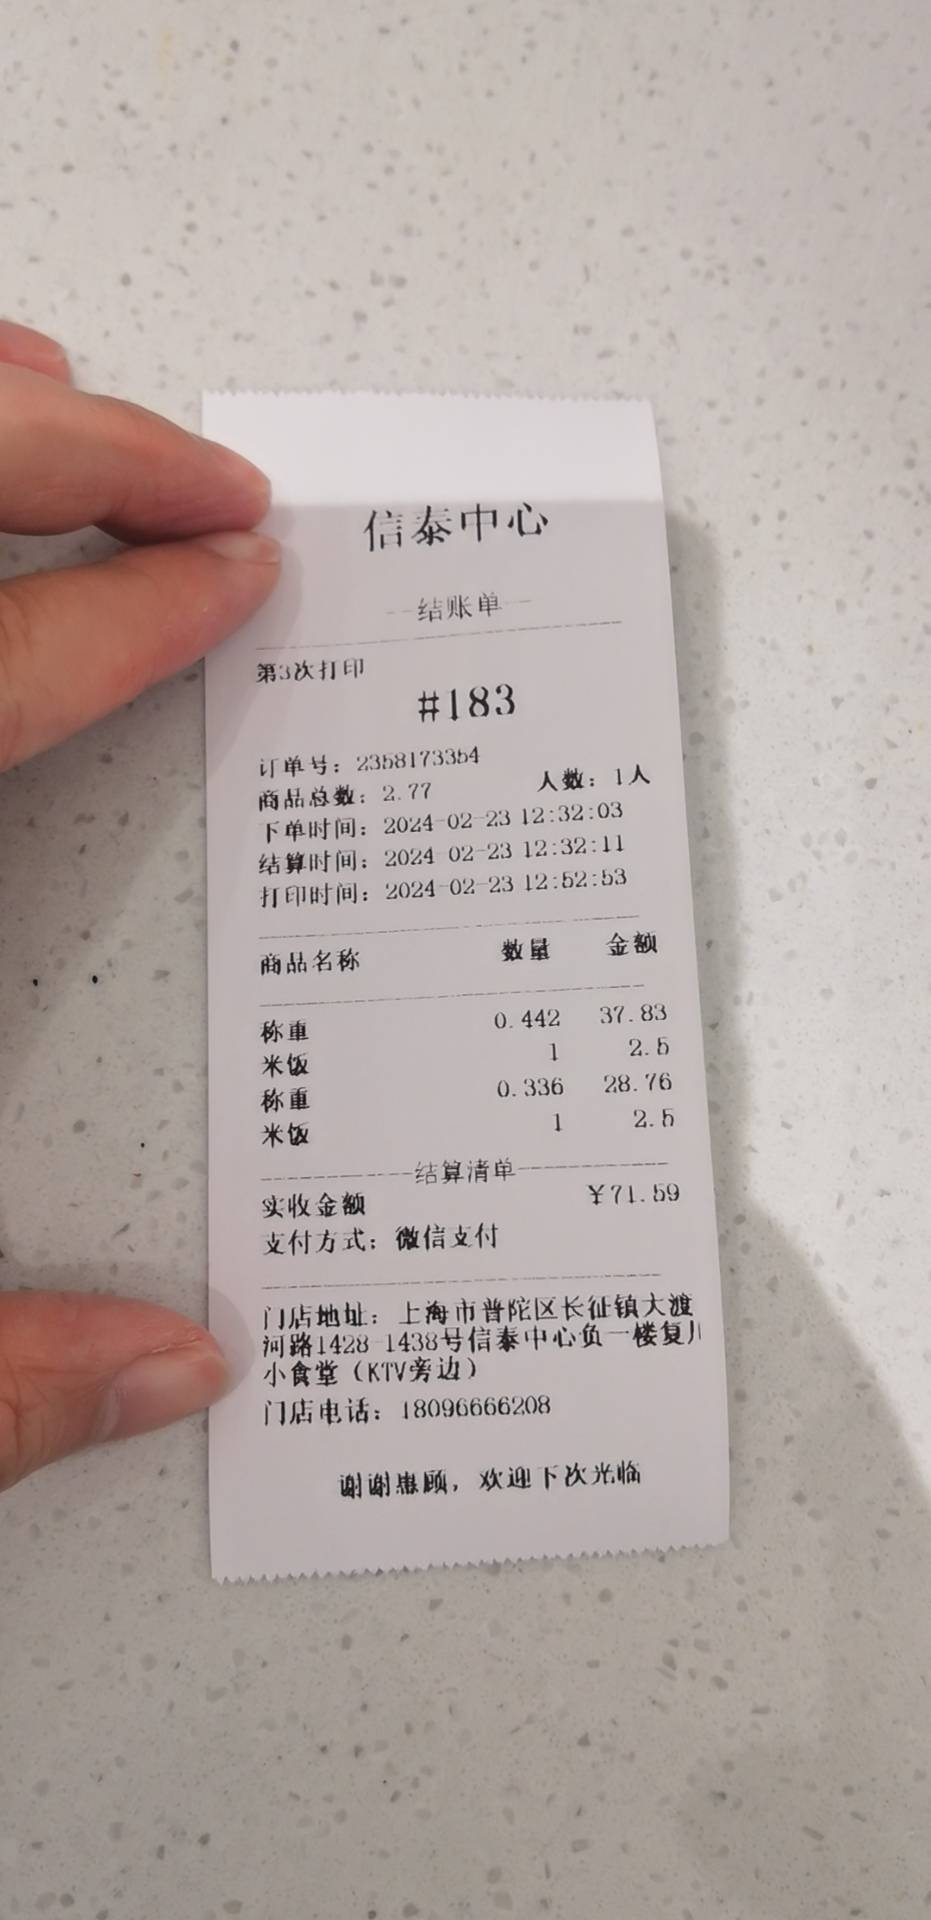 信泰中心
--结账单--
第3次打印
#183
订单号：2358173354
商品总数：2.77 人数：1人
下单时间：2024-02-23 12:32:03
结算时间：2024-02-23 12:32:11
打印时间：2024-02-23 12:52:53
商品名称 数量 金额
称重 0.442 37.83
米饭 1 2.5
称重 0.336 28.76
米饭 1 2.5
结算清单
实收金额 ￥71.59
支付方式：微信支付
门店地址：上海市普陀区长征镇大渡
河路1428-1438号信泰中心负一楼复
小食堂（KTV旁边）
门店电话：18096666208
谢谢惠顾，欢迎下次光临